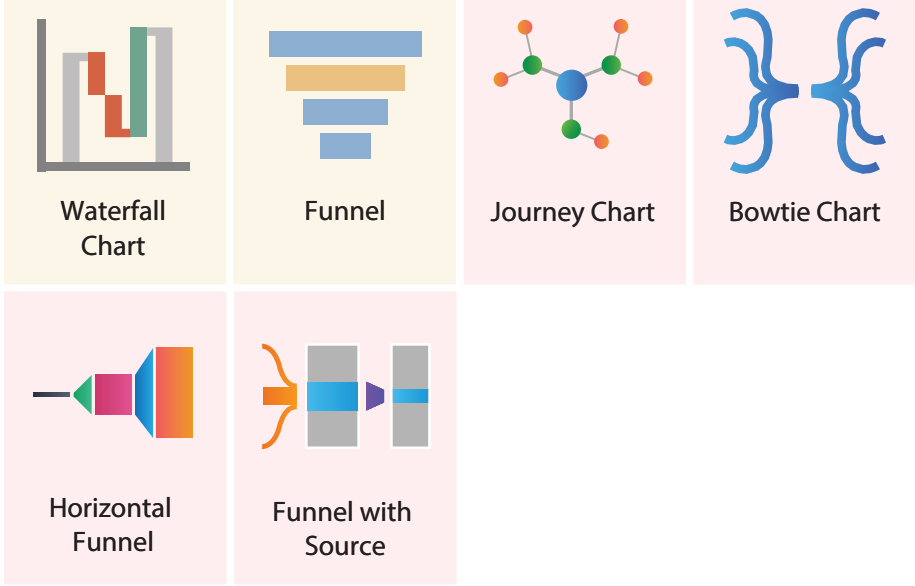 Waterfall
Chart
Funnel
Journey Chart
Bowtie Chart
Horizontal
Funnel
Funnel with
Source